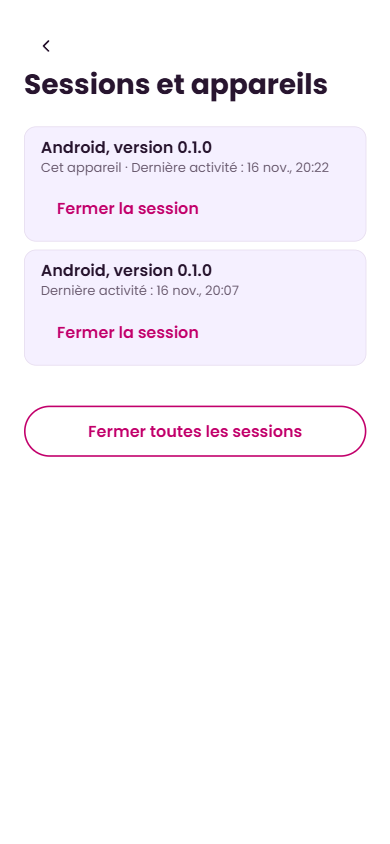 Sessions et appareils
Android, version 0.1.0
Cet appareil · Dernière activité : 16 nov., 20:22
Fermer la session
Android, version 0.1.0
Dernière activité : 16 nov., 20:07
Fermer la session
Fermer toutes les sessions